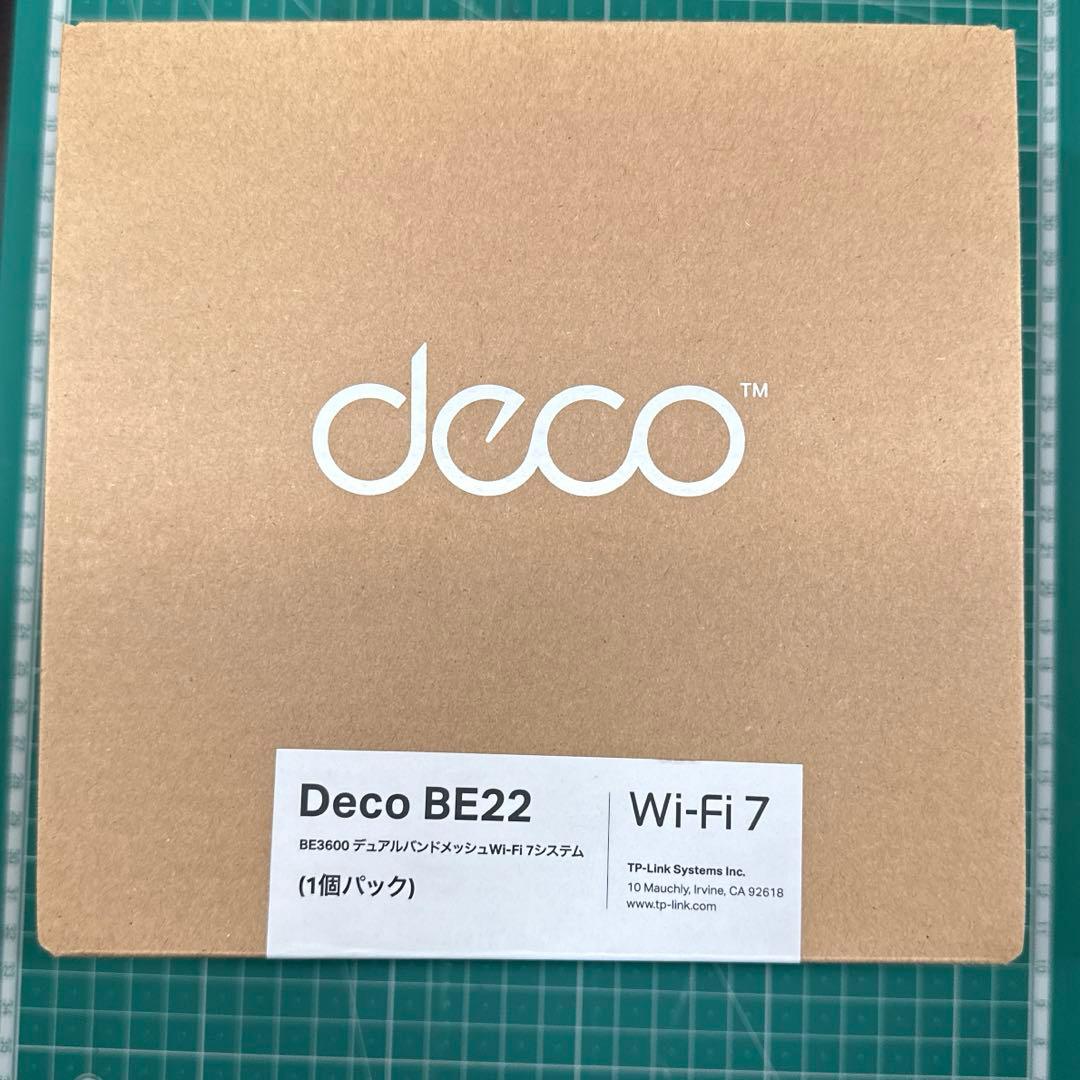 deco™
Deco BE22
BE3600 デュアルバンドメッシュWi-Fi 7システム
(1個パック)
Wi-Fi 7
TP-Link Systems Inc.
10 Mauchly, Irvine, CA 92618
www.tp-link.com